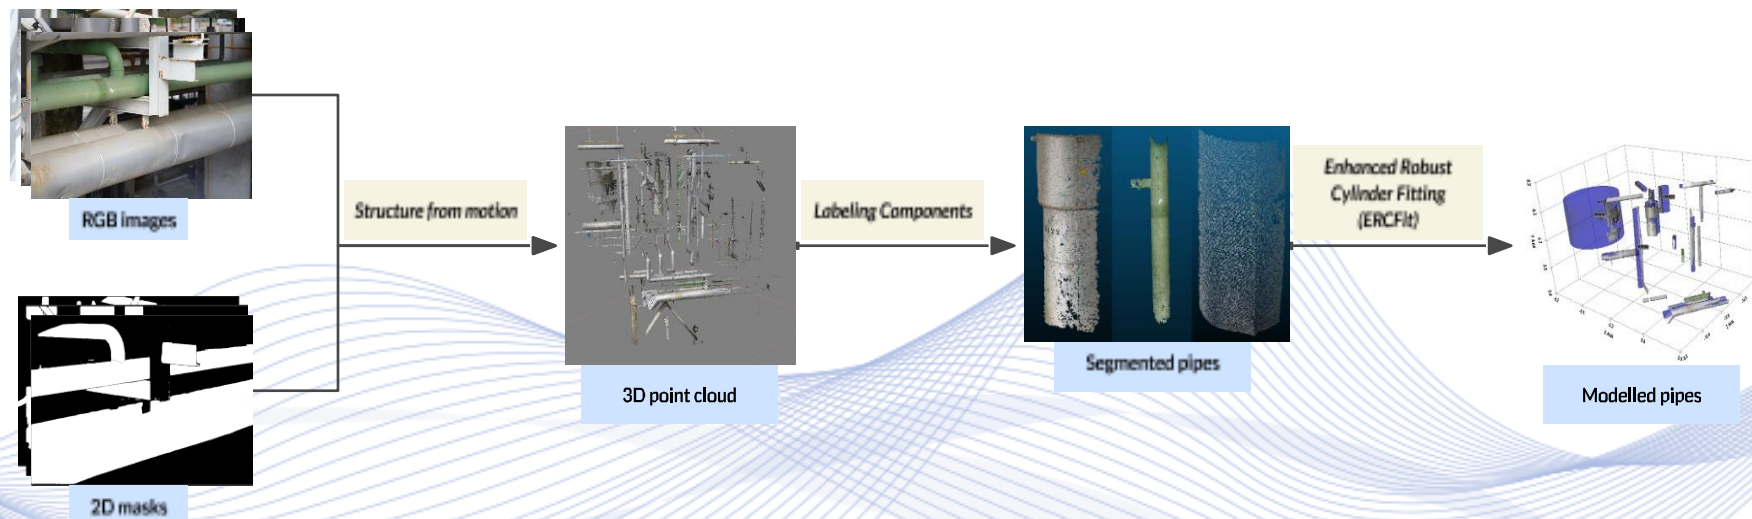 RGB images
Structure from motion
2D masks
3D point cloud
Labeling Components
Segmented pipes
Enhanced Robust
Cylinder Fitting
(ERCFit)
Modelled pipes